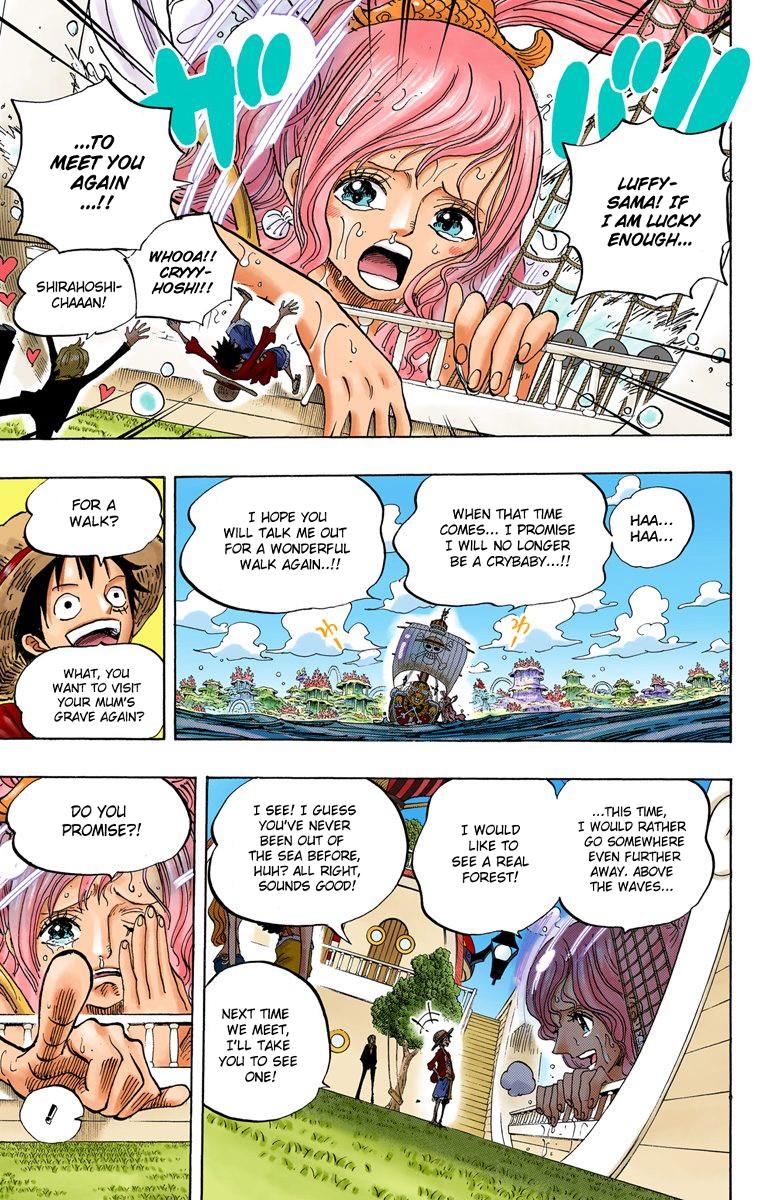 ザバ
LUFFY-
SAMA! IF
I AM LUCKY
ENOUGH...
...TO
MEET YOU
AGAIN
...!!
WHOOA!!
CRYYY-
HOSHI!!
SHIRAHOSHI-
CHAAAN!
HAA...
HAA...
WHEN THAT TIME
COMES... I PROMISE
I WILL NO LONGER
BE A CRYBABY...!!
I HOPE YOU
WILL TALK ME OUT
FOR A WONDERFUL
WALK AGAIN..!!
FOR A
WALK?
WHAT, YOU
WANT TO VISIT
YOUR MUM'S
GRAVE AGAIN?
...THIS TIME,
I WOULD RATHER
GO SOMEWHERE
EVEN FURTHER
AWAY. ABOVE
THE WAVES...
I WOULD
LIKE TO
SEE A REAL
FOREST!
I SEE! I GUESS
YOU'VE NEVER
BEEN OUT OF
THE SEA BEFORE,
HUH? ALL RIGHT,
SOUNDS GOOD!
NEXT TIME
WE MEET,
I'LL TAKE
YOU TO SEE
ONE!
DO YOU
PROMISE?!
!